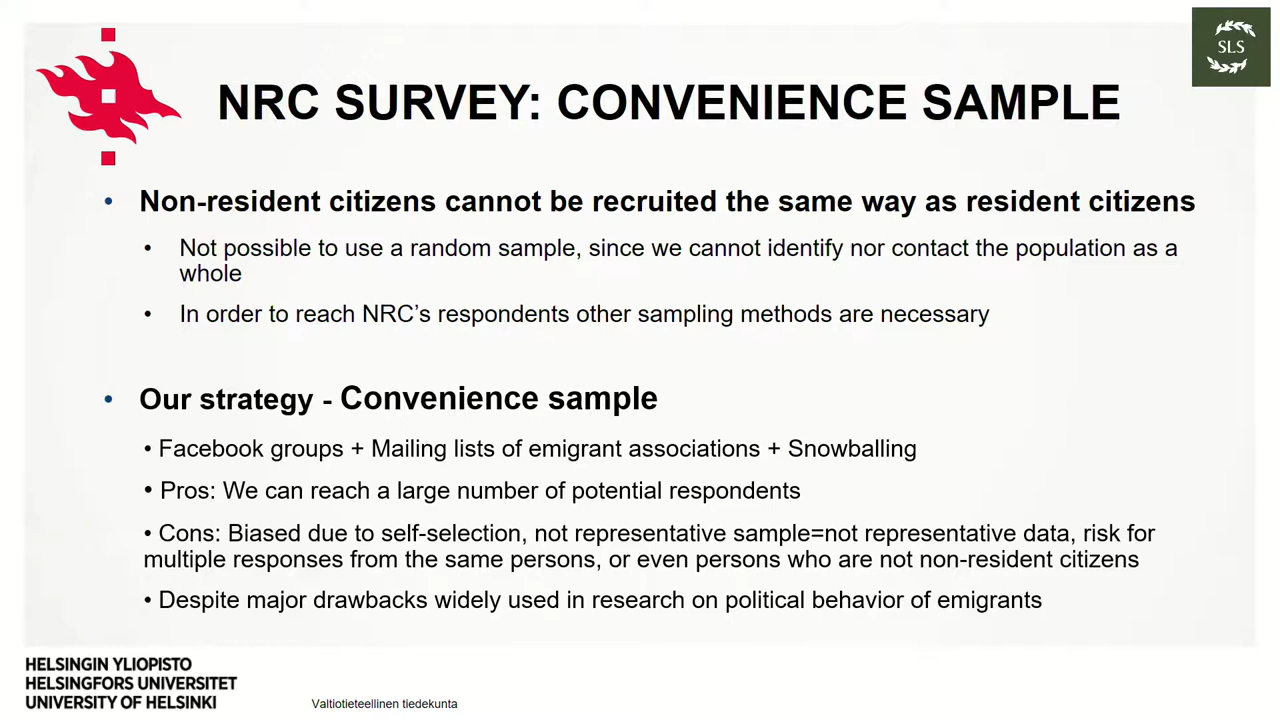 SLS
NRC SURVEY: CONVENIENCE SAMPLE
• Non-resident citizens cannot be recruited the same way as resident citizens
• Not possible to use a random sample, since we cannot identify nor contact the population as a
whole
• In order to reach NRC’s respondents other sampling methods are necessary
• Our strategy - Convenience sample
• Facebook groups + Mailing lists of emigrant associations + Snowballing
• Pros: We can reach a large number of potential respondents
• Cons: Biased due to self-selection, not representative sample=not representative data, risk for
multiple responses from the same persons, or even persons who are not non-resident citizens
• Despite major drawbacks widely used in research on political behavior of emigrants
HELSINGIN YLIOPISTO
HELSINGFORS UNIVERSITET
UNIVERSITY OF HELSINKI
Valtiotieteellinen tiedekunta